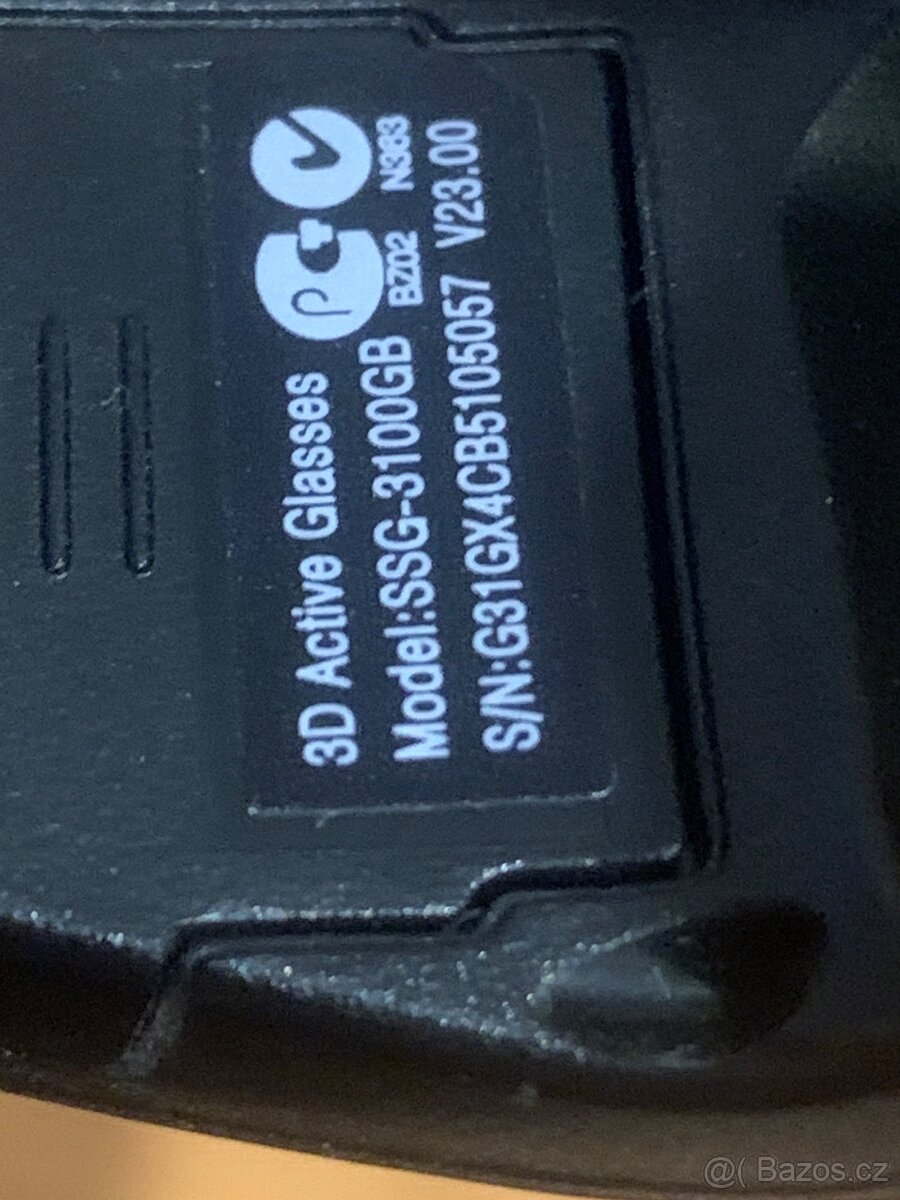 3D Active Glasses
Model:SSG-3100GB
BZ02
N383
S/N:G31GX4CB5105057 V23.00
@( Bazos.cz